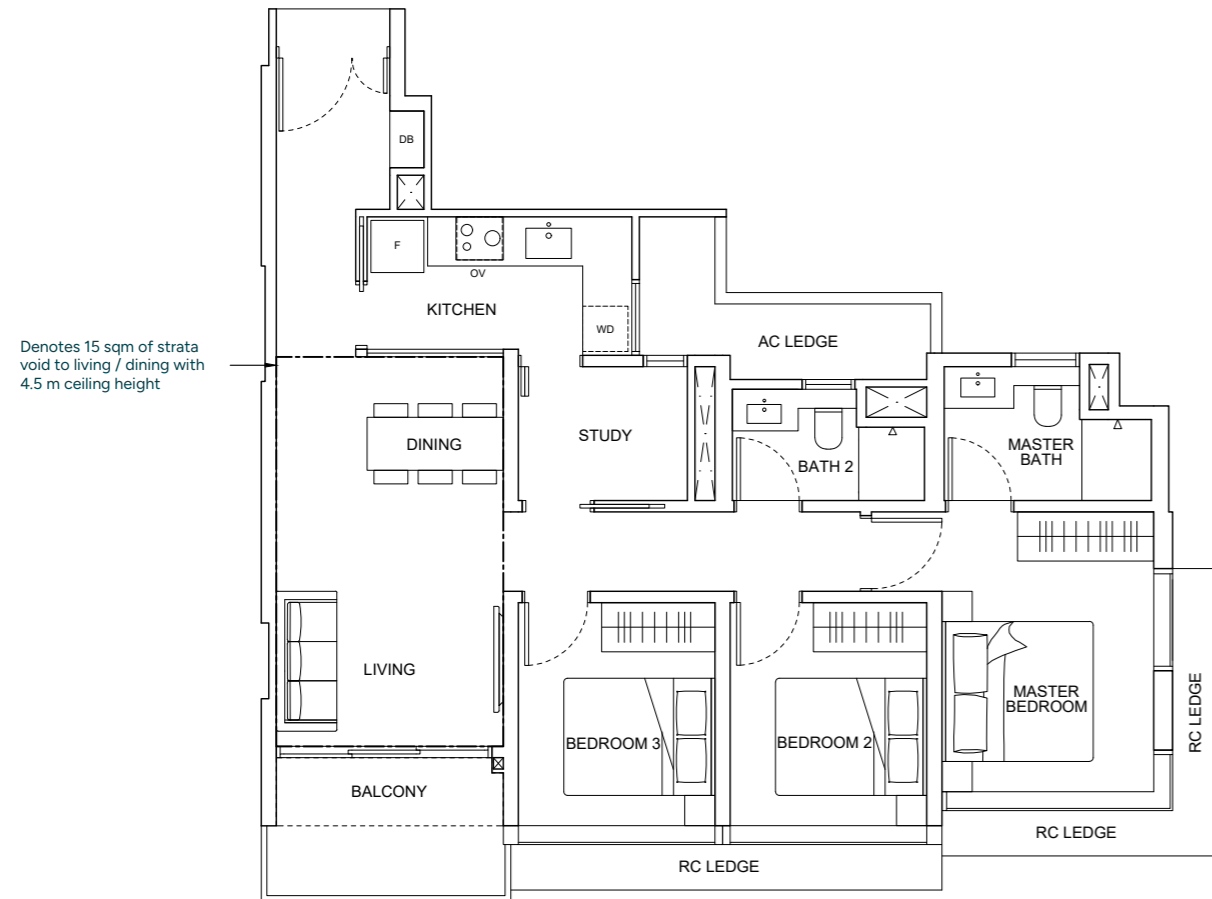 DB
F
OV
KITCHEN
WD
AC LEDGE
Denotes 15 sqm of strata
void to living / dining with
4.5 m ceiling height
DINING
STUDY
BATH 2
MASTER
BATH
LIVING
BEDROOM 3
BEDROOM 2
MASTER
BEDROOM
RC LEDGE
BALCONY
RC LEDGE
RC LEDGE